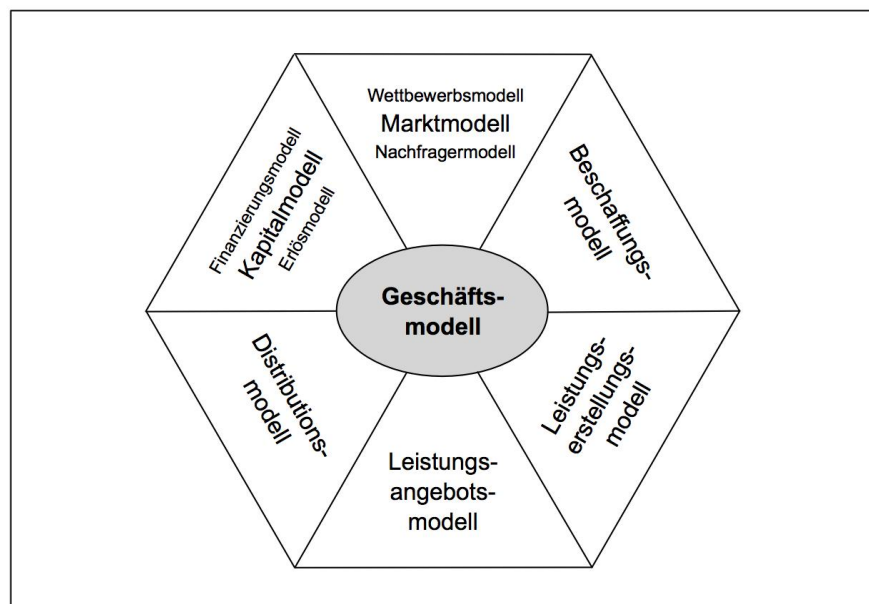 Wettbewerbsmodell
Marktmodell
Nachfragermodell
Beschaffungs-
modell
Leistungs-
erstellungs-
modell
Leistungs-
angebots-
modell
Distributions-
modell
Finanzierungsmodell
Kapitalmodell
Erlösmodell
Geschäfts-
modell